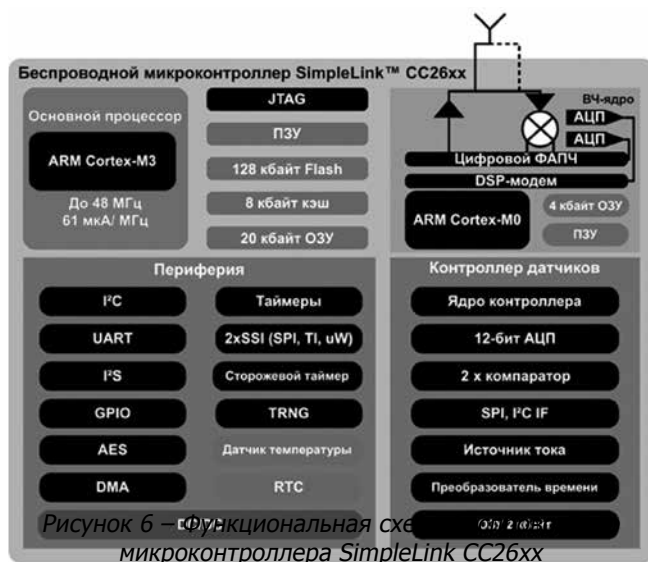 Беспроводной микроконтроллер SimpleLink™ CC26xx
Основной процессор
ARM Cortex-M3
До 48 МГц
61 мкА/ МГц
JTAG
ПЗУ
128 кбайт Flash
8 кбайт кэш
20 кбайт ОЗУ
ВЧ-ядро
АЦП
АЦП
Цифровой ФАПЧ
DSP-модем
ARM Cortex-M0
4 кбайт ОЗУ
ПЗУ
Периферия
I²C
UART
I²S
GPIO
AES
DMA
Таймеры
2xSSI (SPI, TI, uW)
Сторожевой таймер
TRNG
Датчик температуры
RTC
Контроллер датчиков
Ядро контроллера
12-бит АЦП
2 x компаратор
SPI, I²C IF
Источник тока
Преобразователь времени
Рисунок 6 – Функциональная
микроконтроллера SimpleLink CC26xx